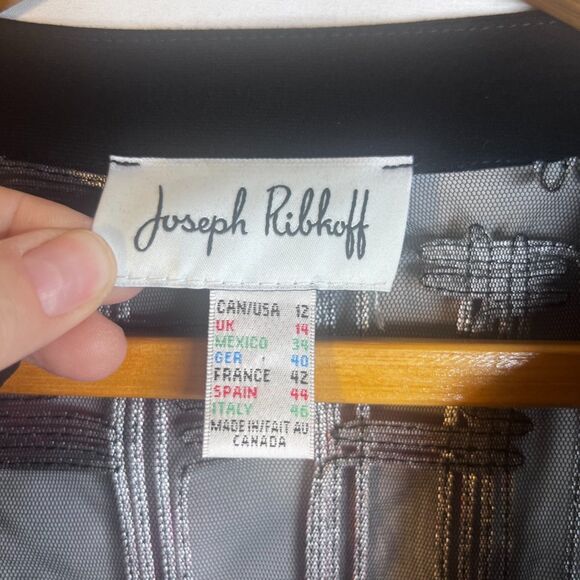 Joseph Ribkoff
CAN/USA 12
UK 14
MEXICO 34
GER 40
FRANCE 42
SPAIN 44
ITALY 46
MADE IN/FAIT AU
CANADA